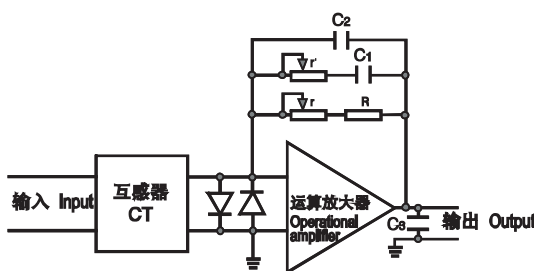 C2
r' C1
r R
输入 Input
互感器
CT
运算放大器
Operational
amplifier
C3
输出 Output